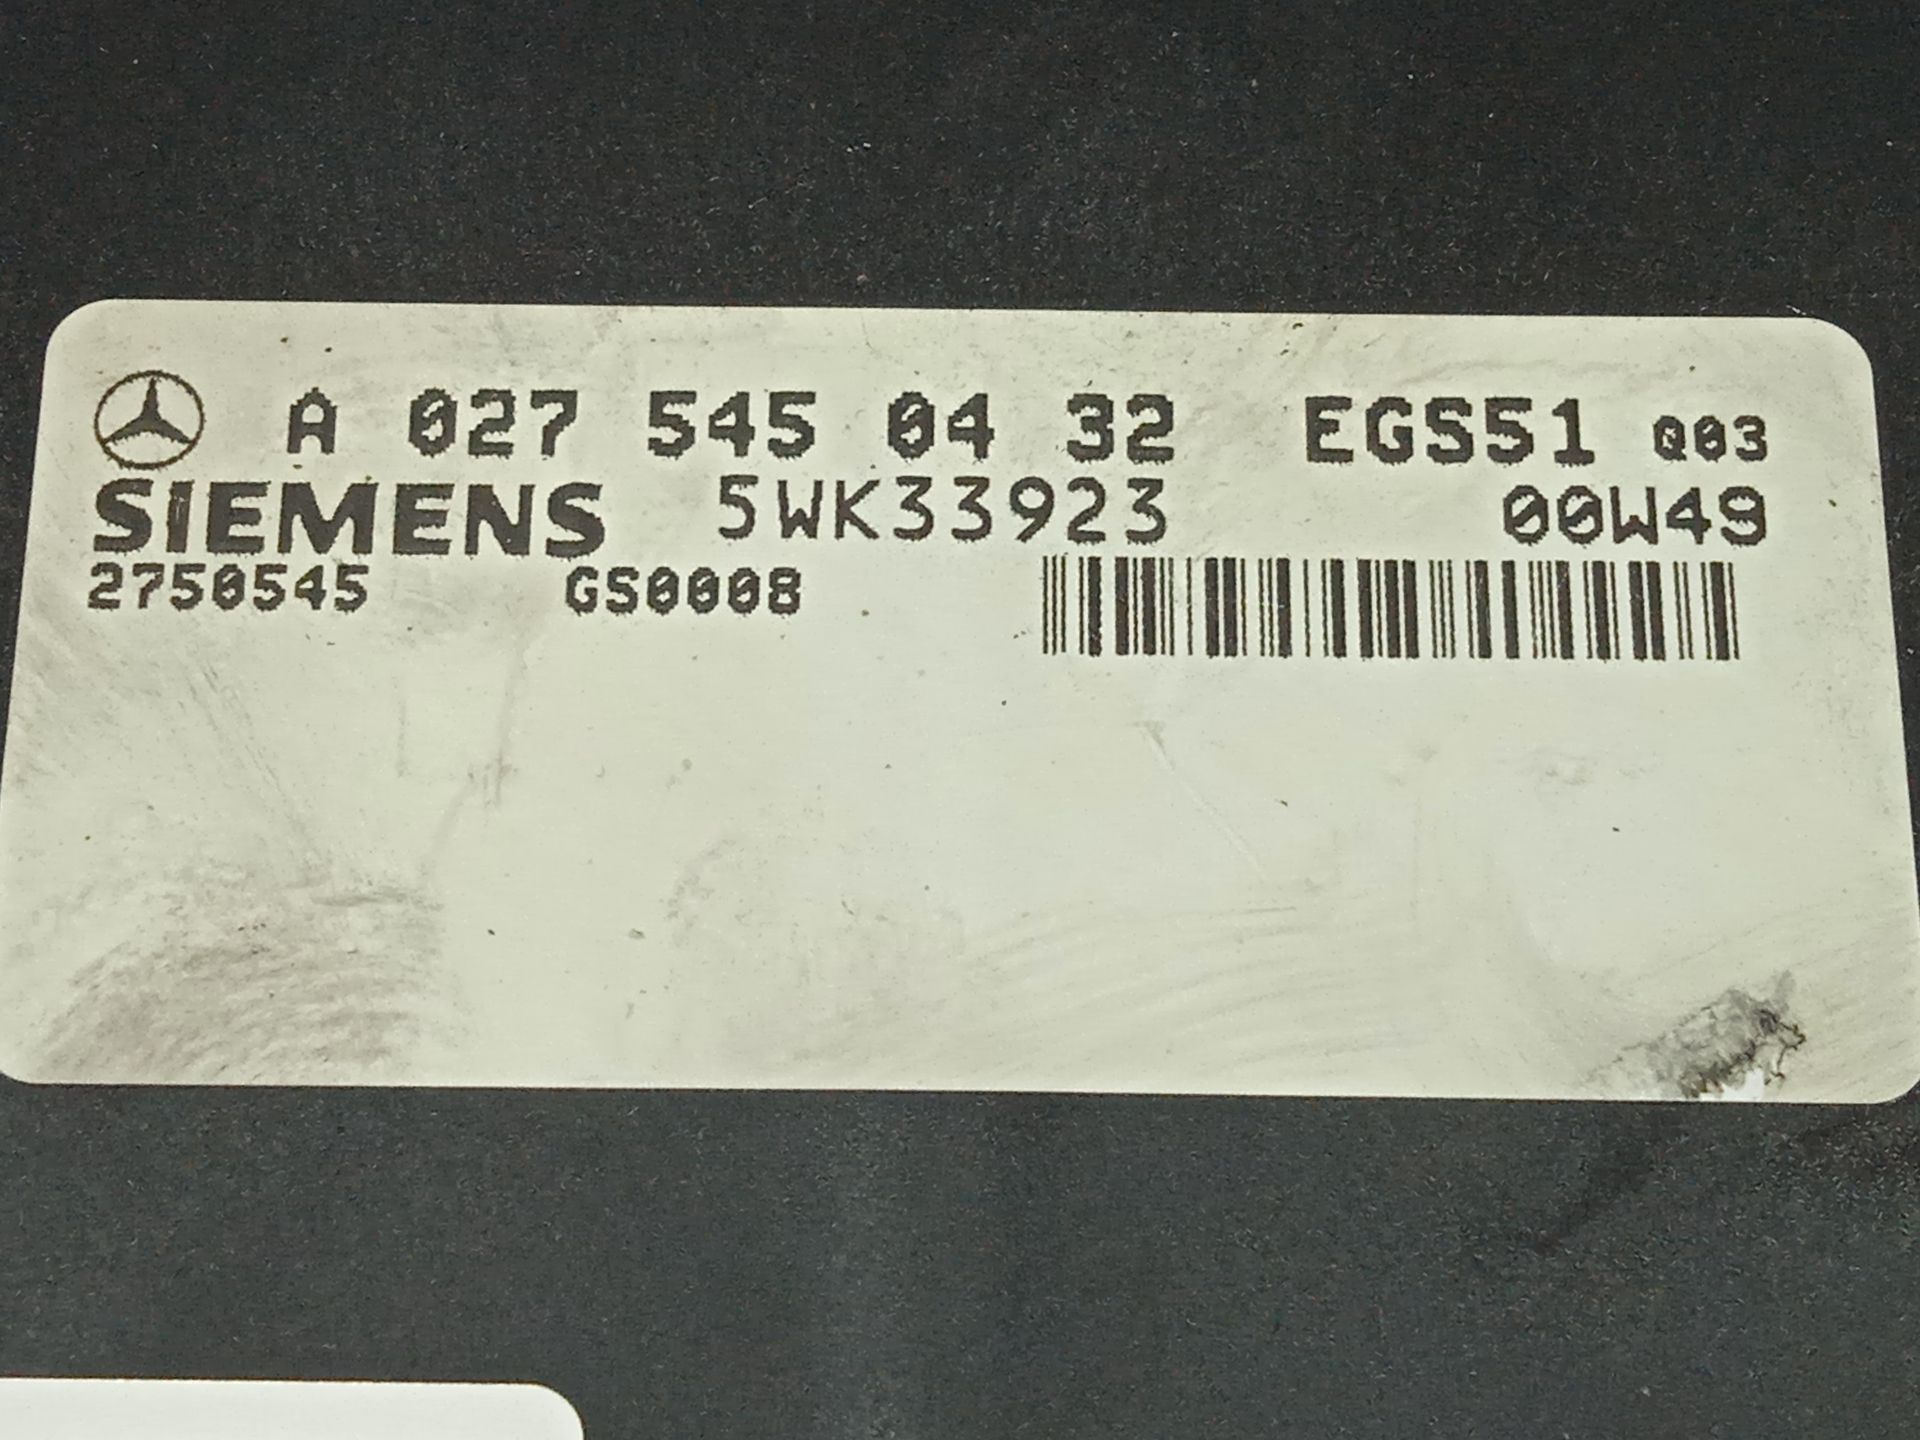 A 027 545 04 32 EGS51 Q03
SIEMENS 5WK33923 00W49
2750545 GS0008